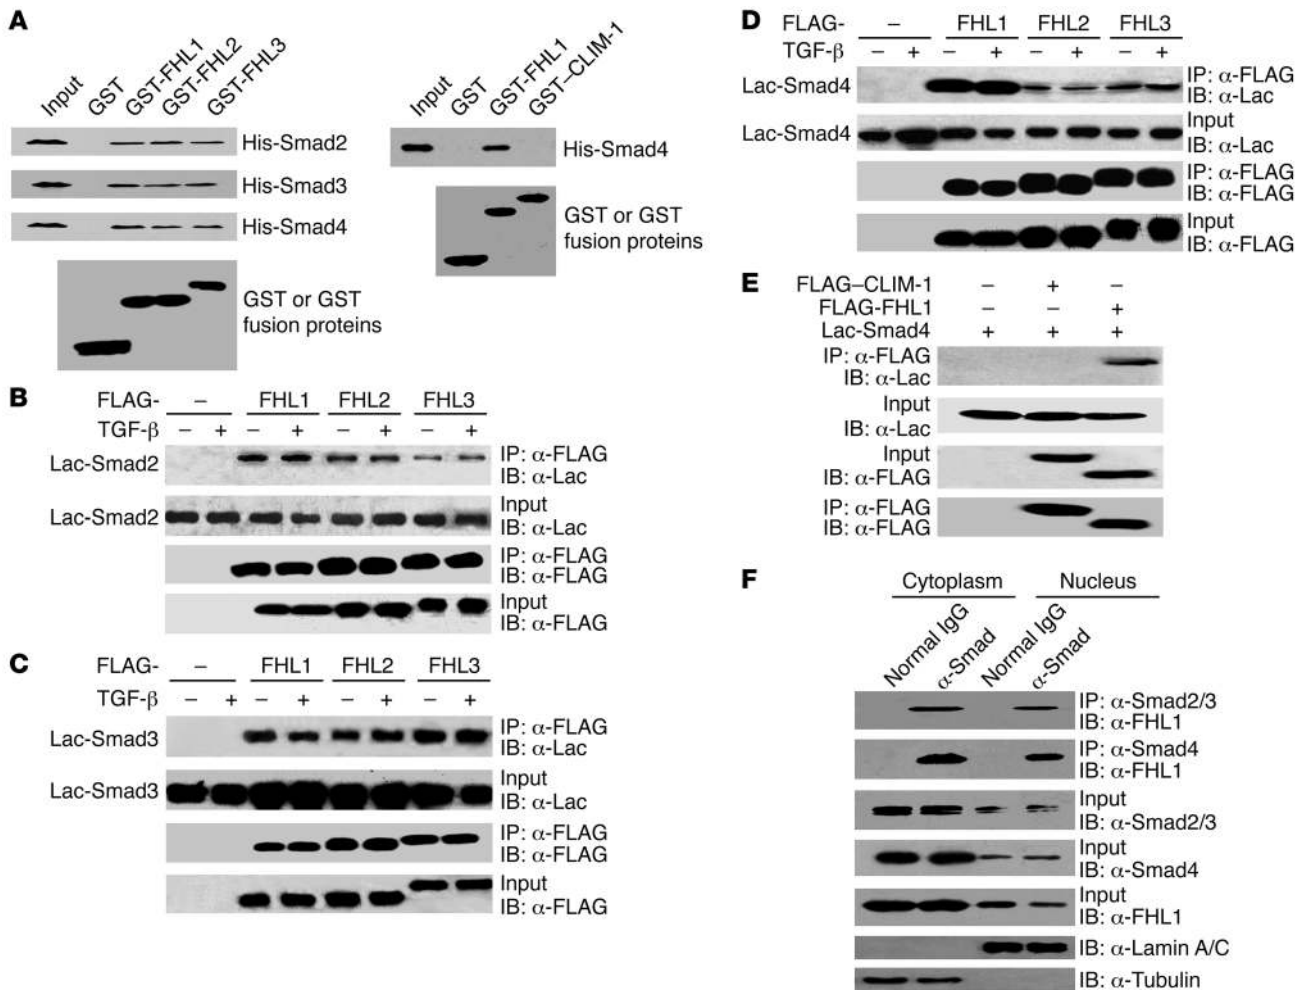 A
Input
GST
GST-FHL1
GST-FHL2
GST-FHL3
His-Smad2
His-Smad3
His-Smad4
GST or GST
fusion proteins
Input
GST
GST-FHL1
GST–CLIM-1
His-Smad4
GST or GST
fusion proteins
B
FLAG- – FHL1 FHL2 FHL3
TGF-β – + – + – + – +
Lac-Smad2 IP: α-FLAG
IB: α-Lac
Lac-Smad2 Input
IB: α-Lac
IP: α-FLAG
IB: α-FLAG
Input
IB: α-FLAG
C
FLAG- – FHL1 FHL2 FHL3
TGF-β – + – + – + – +
Lac-Smad3 IP: α-FLAG
IB: α-Lac
Lac-Smad3 Input
IB: α-Lac
IP: α-FLAG
IB: α-FLAG
Input
IB: α-FLAG
D
FLAG- – FHL1 FHL2 FHL3
TGF-β – + – + – + – +
Lac-Smad4 IP: α-FLAG
IB: α-Lac
Lac-Smad4 Input
IB: α-Lac
IP: α-FLAG
IB: α-FLAG
Input
IB: α-FLAG
E
FLAG–CLIM-1 – + –
FLAG-FHL1 – – +
Lac-Smad4 + + +
IP: α-FLAG
IB: α-Lac
Input
IB: α-Lac
Input
IB: α-FLAG
IP: α-FLAG
IB: α-FLAG
F
Cytoplasm Nucleus
Normal IgG
α-Smad
Normal IgG
α-Smad
IP: α-Smad2/3
IB: α-FHL1
IP: α-Smad4
IB: α-FHL1
Input
IB: α-Smad2/3
Input
IB: α-Smad4
Input
IB: α-FHL1
IB: α-Lamin A/C
IB: α-Tubulin